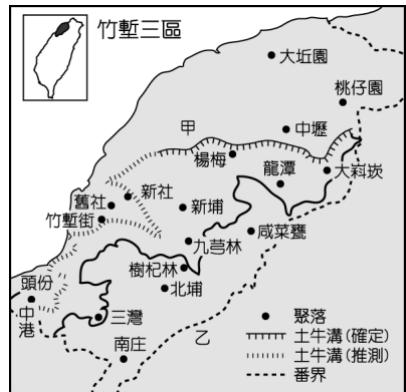 竹塹三區
大坵園
桃仔園
甲
中壢
楊梅
龍潭
大料崁
新社
舊社
新埔
竹塹街
九芎林
咸菜甕
樹杞林
頭份
北埔
中港
三灣
乙
南庄
聚落
土牛溝(確定)
土牛溝(推測)
番界